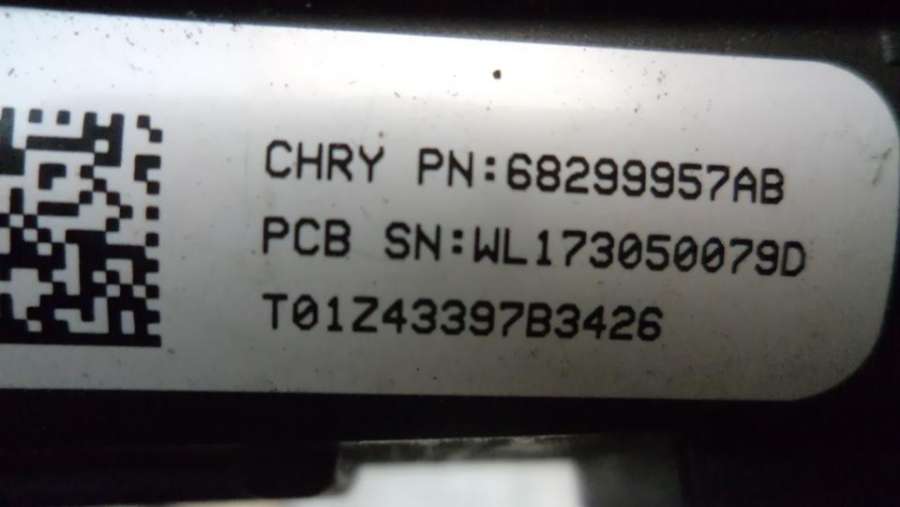 CHRY PN:68299957AB
PCB SN:WL173050079D
T01Z43397B3426